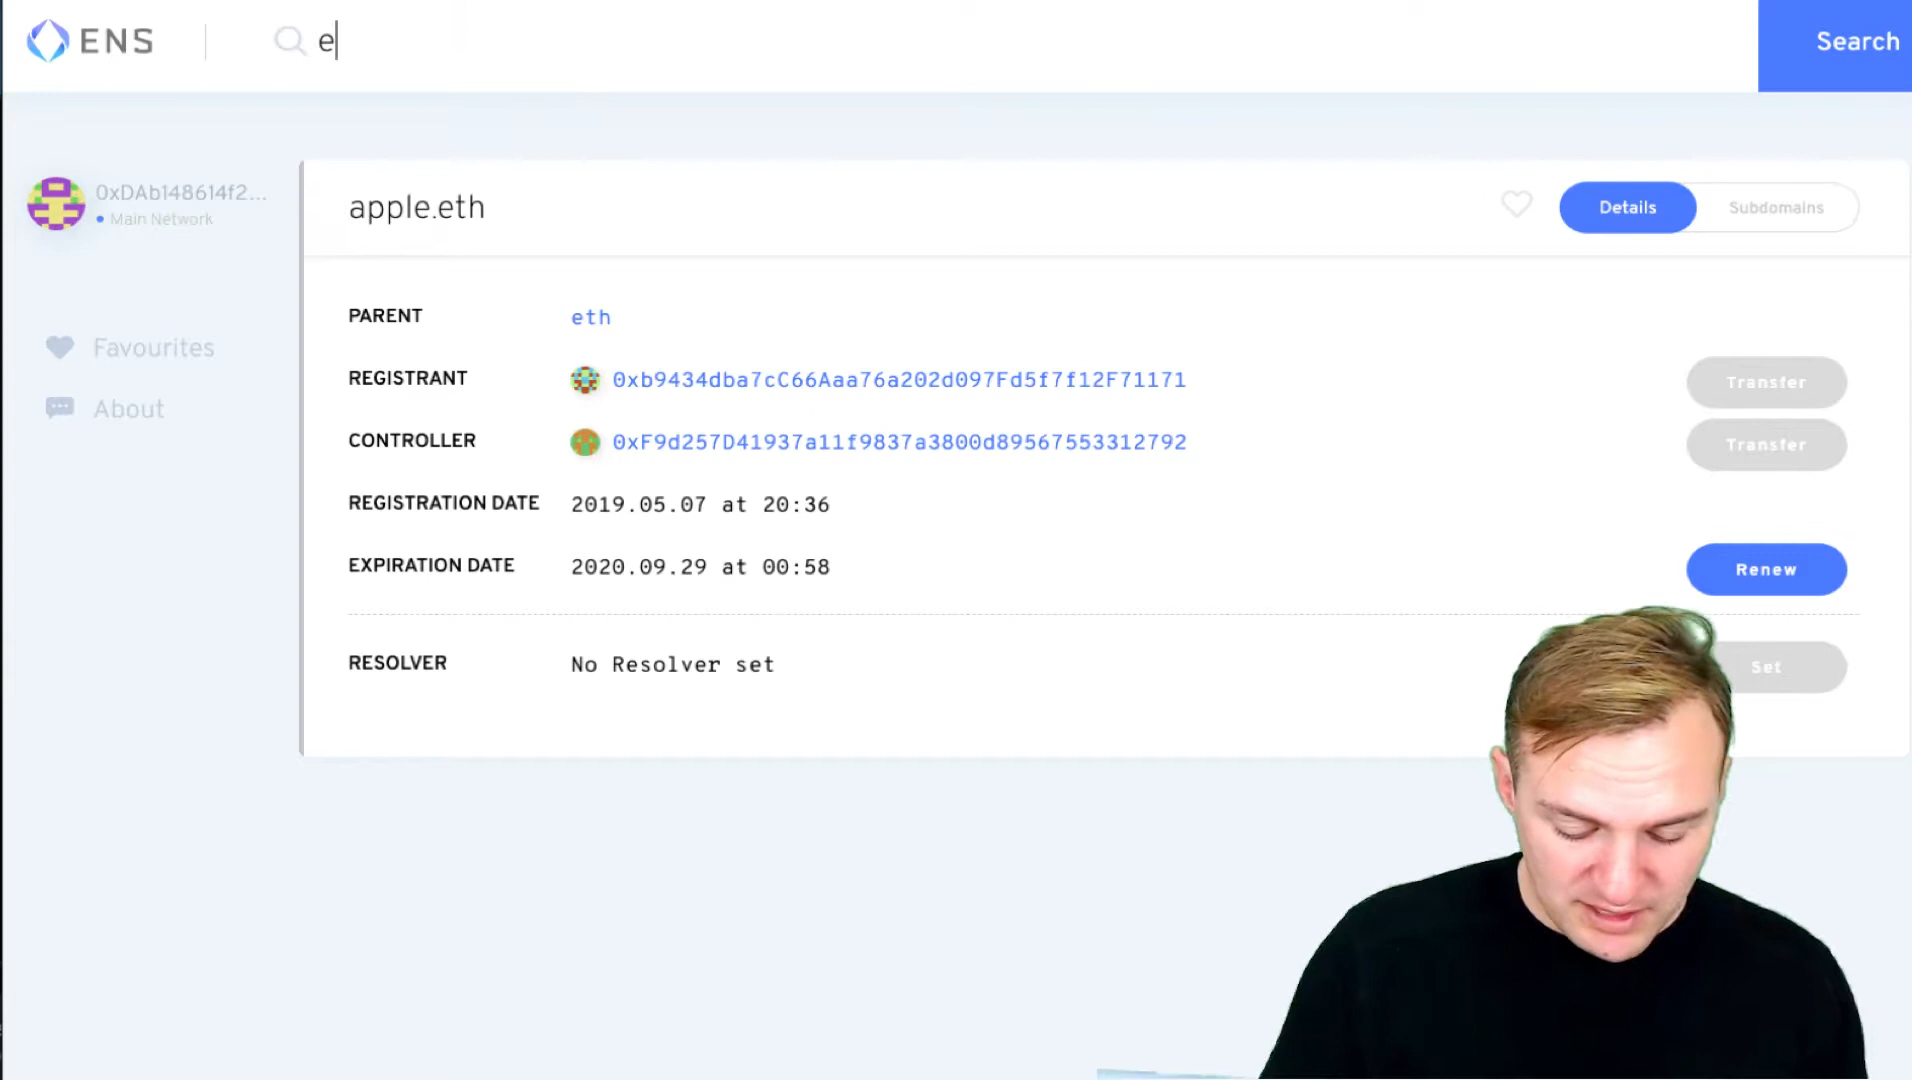 ENS
e
Search
0xDAb148614f2...
Main Network
Favourites
About
apple.eth
Details
Subdomains
PARENT
eth
REGISTRANT
0xb9434dba7cC66Aaa76a202d097Fd5f7f12F71171
Transfer
CONTROLLER
0xF9d257D41937a11f9837a3800d89567553312792
Transfer
REGISTRATION DATE
2019.05.07 at 20:36
EXPIRATION DATE
2020.09.29 at 00:58
Renew
RESOLVER
No Resolver set
Set